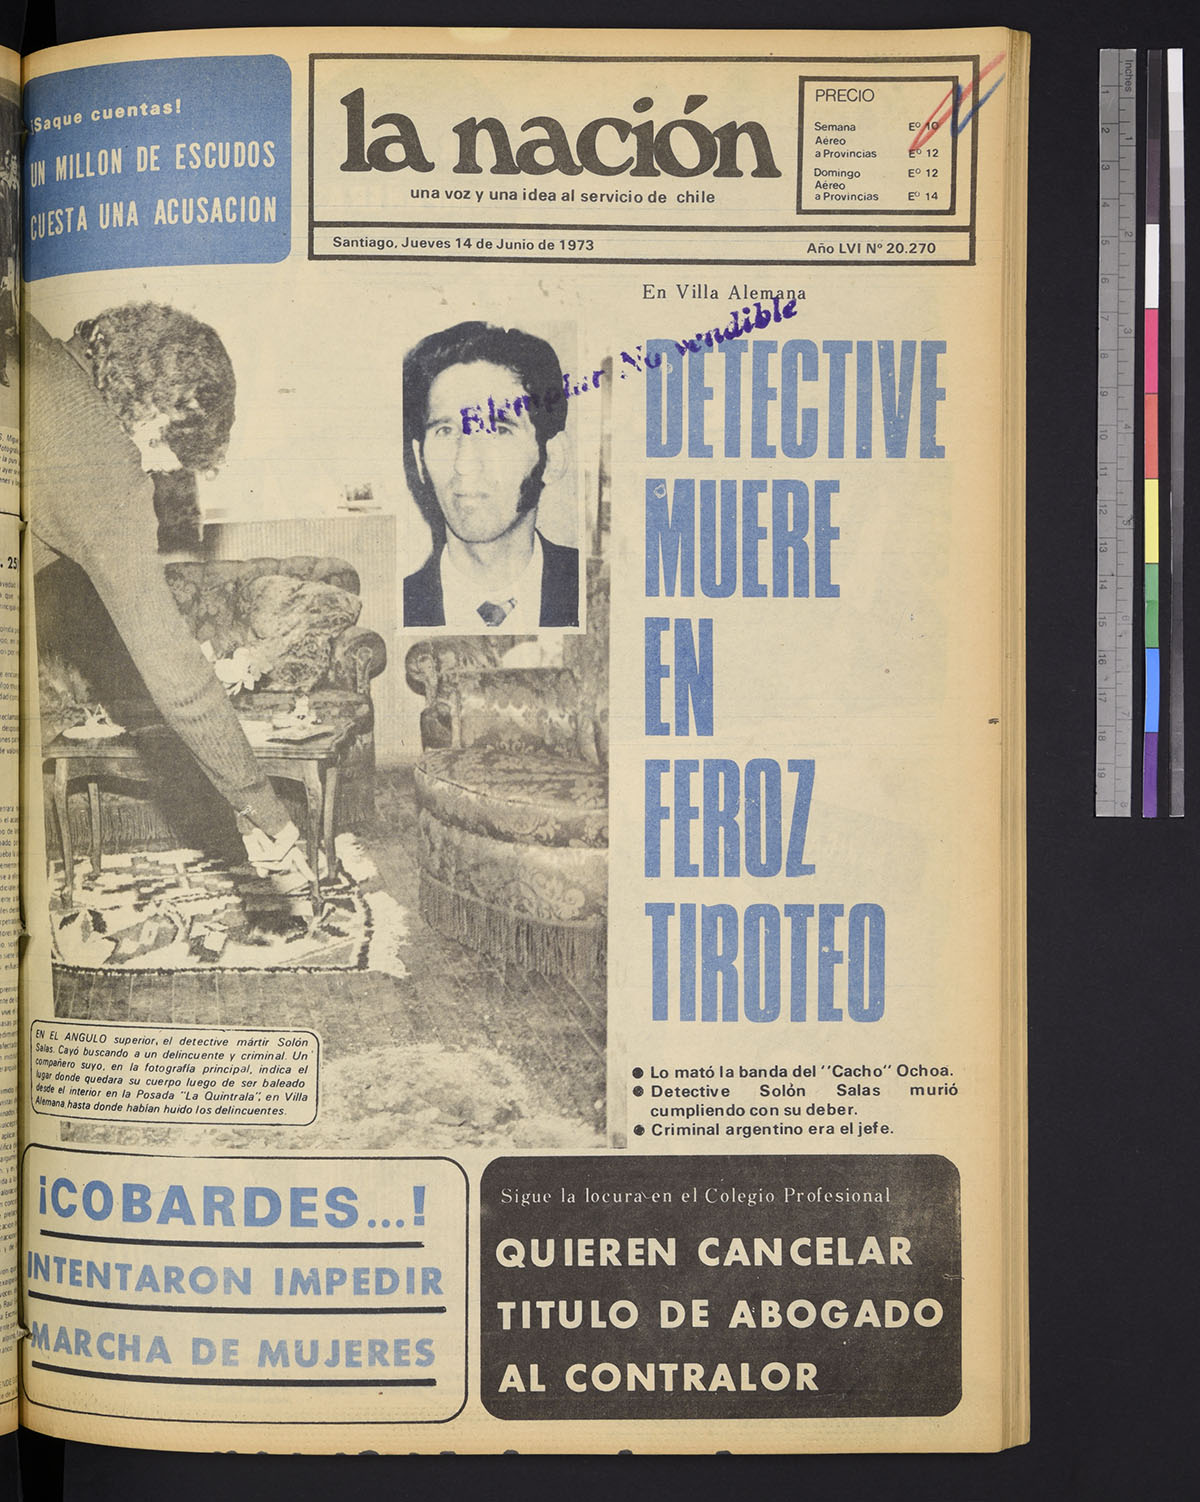 ¡Saque cuentas!
UN MILLON DE ESCUDOS
CUESTA UNA ACUSACION
la nación
una voz y una idea al servicio de chile
PRECIO
Semana Eº 10
Aéreo
a Provincias Eº 12
Domingo Eº 12
Aéreo
a Provincias Eº 14
Santiago, Jueves 14 de Junio de 1973
Año LVI Nº 20.270
En Villa Alemana
Ejemplar No vendible
DETECTIVE
MUERE
EN
FEROZ
TIROTEO
EN EL ANGULO superior, el detective mártir Solón
Salas. Cayó buscando a un delincuente y criminal. Un
compañero suyo, en la fotografía principal, indica el
lugar donde quedara su cuerpo luego de ser baleado
desde el interior en la Posada "La Quintrala", en Villa
Alemana hasta donde habían huido los delincuentes.
● Lo mató la banda del "Cacho" Ochoa.
● Detective Solón Salas murió
cumpliendo con su deber.
● Criminal argentino era el jefe.
¡COBARDES...!
INTENTARON IMPEDIR
MARCHA DE MUJERES
Sigue la locura en el Colegio Profesional
QUIEREN CANCELAR
TITULO DE ABOGADO
AL CONTRALOR
Inches